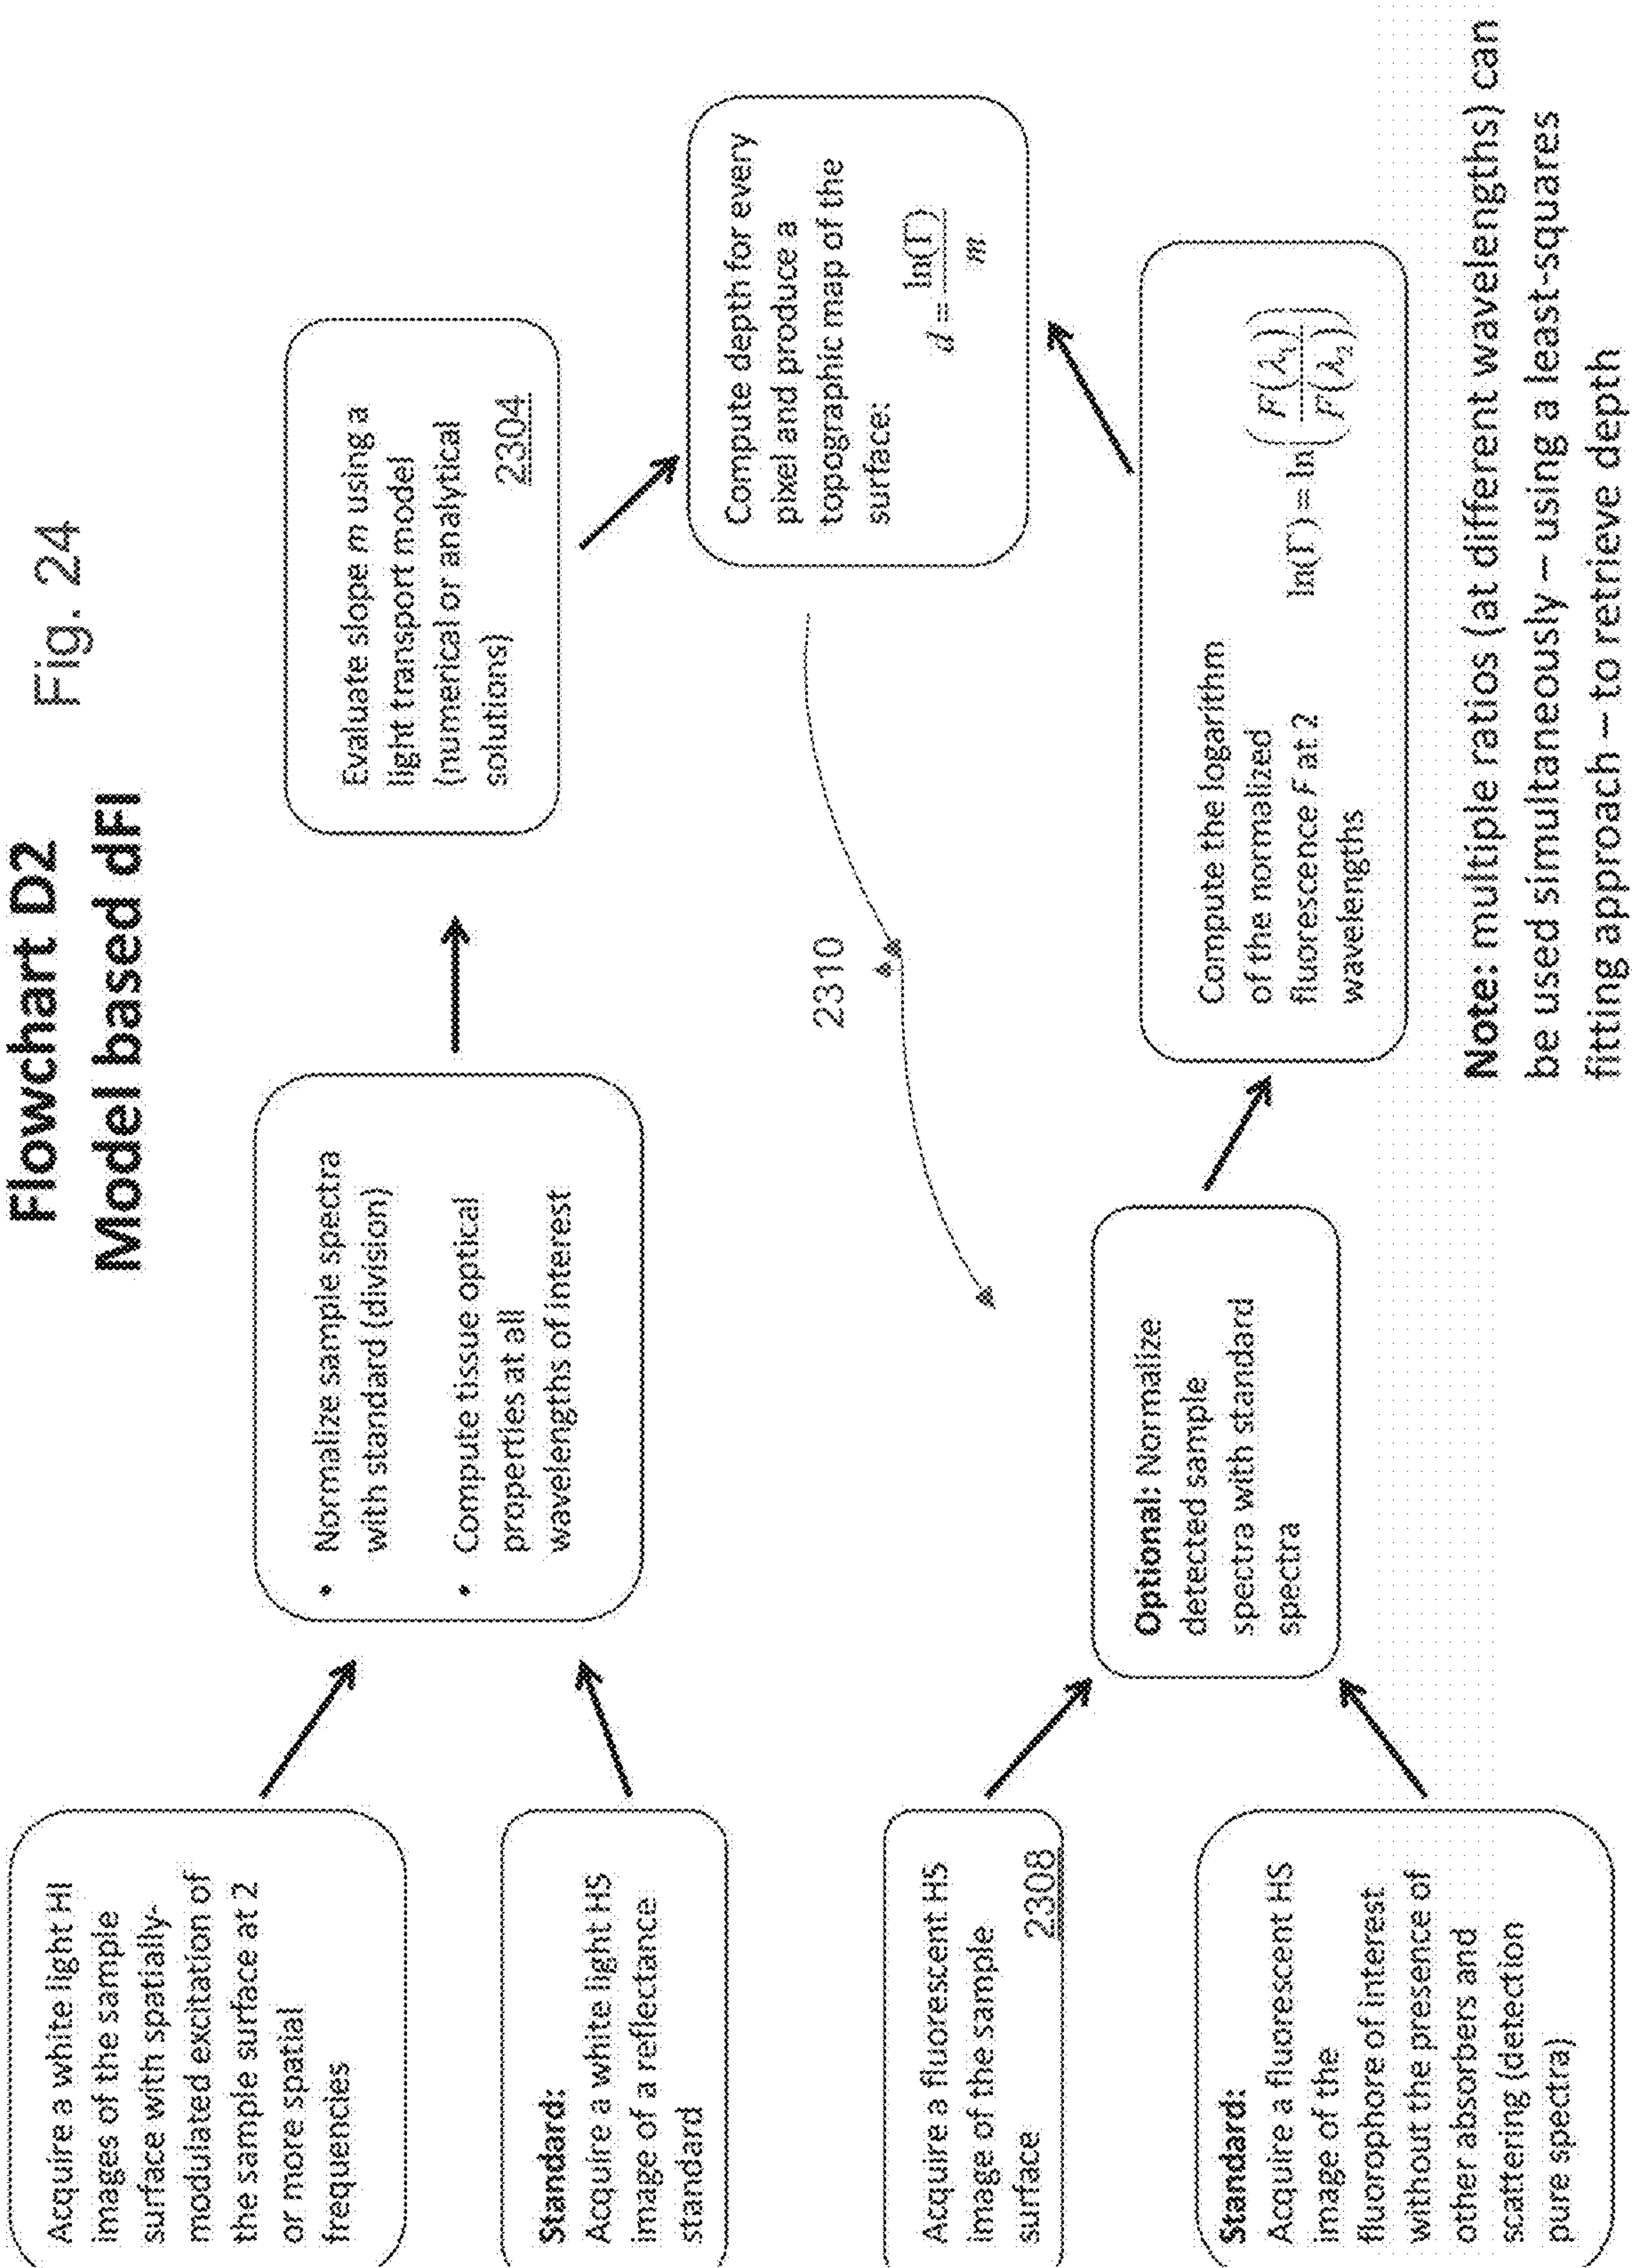 Flowchart D2
Model based dFI
Fig. 24
Acquire a white light HI
images of the sample
surface with spatially-
modulated excitation of
the sample surface at 2
or more spatial
frequencies
Standard:
Acquire a white light HS
image of a reflectance
standard
• Normalize sample spectra
with standard (division)
• Compute tissue optical
properties at all
wavelengths of interest
Evaluate slope m using a
light transport model
(numerical or analytical
solutions)
2304
Compute depth for every
pixel and produce a
topographic map of the
surface:
d = ln(Γ) / m
2310
Acquire a fluorescent HS
image of the sample
surface
2308
Standard:
Acquire a fluorescent HS
image of the
fluorophore of interest
without the presence of
other absorbers and
scattering (detection
pure spectra)
Optional: Normalize
detected sample
spectra with standard
spectra
Compute the logarithm
of the normalized
fluorescence F at 2
wavelengths
ln(Γ) = ln(F(λ₁) / F(λ₂))
Note: multiple ratios (at different wavelengths) can
be used simultaneously – using a least-squares
fitting approach – to retrieve depth